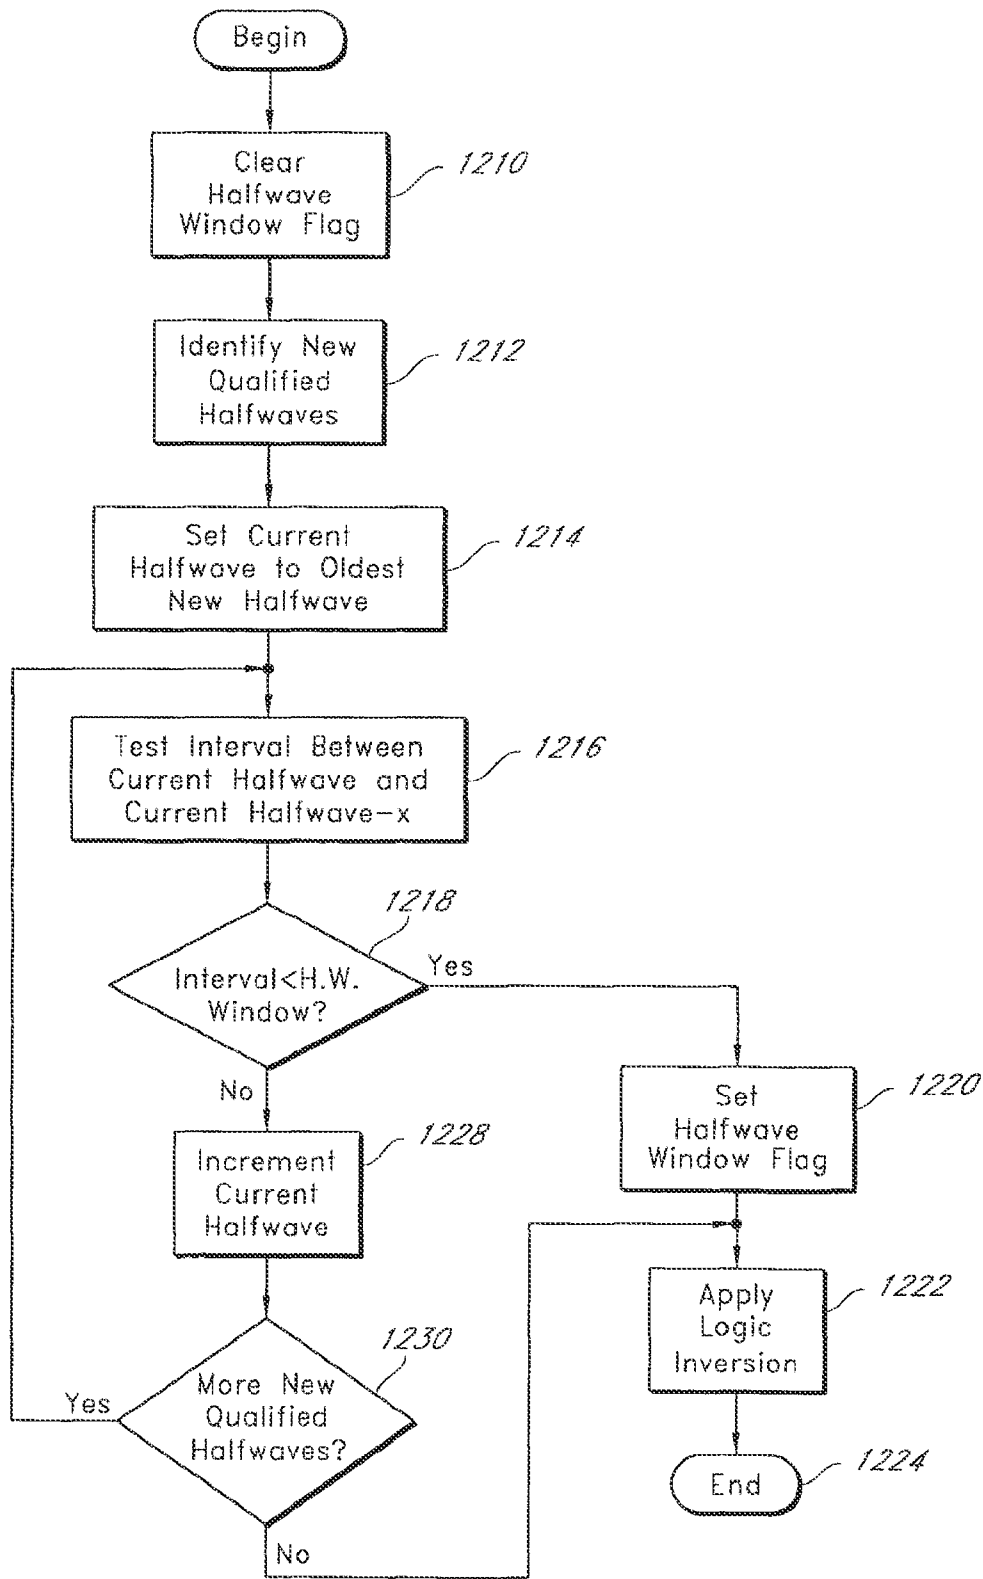 Begin
Clear
Halfwave
Window Flag
1210
Identify New
Qualified
Halfwaves
1212
Set Current
Halfwave to Oldest
New Halfwave
1214
Test Interval Between
Current Halfwave and
Current Halfwave-x
1216
1218
Interval<H.W.
Window?
Yes
No
Set
Halfwave
Window Flag
1220
Increment
Current
Halfwave
1228
Apply
Logic
Inversion
1222
1230
More New
Qualified
Halfwaves?
Yes
No
End
1224